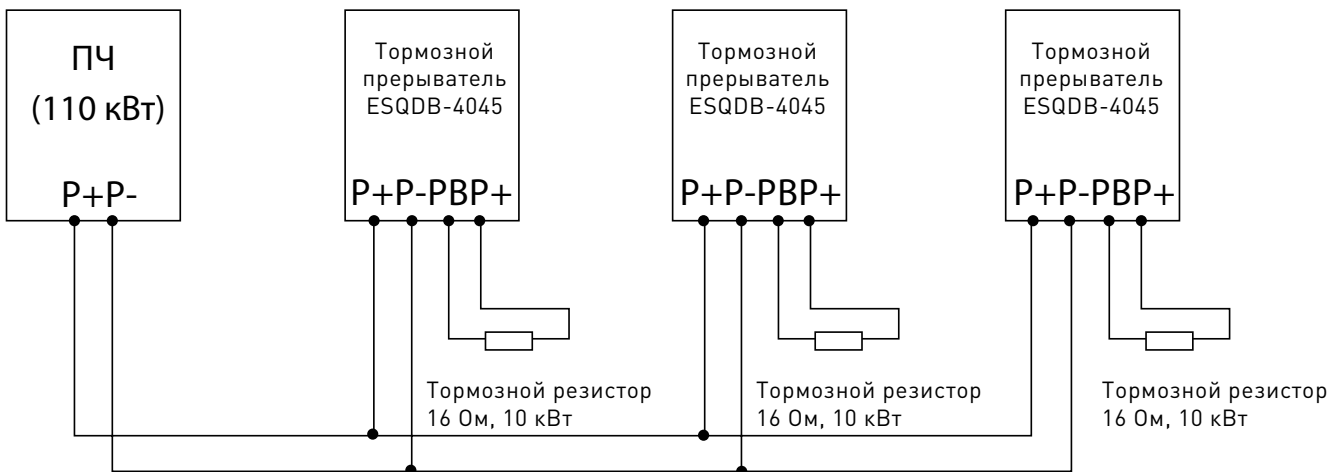 ПЧ
(110 кВт)
P+P-
Тормозной
прерыватель
ESQDB-4045
P+P-PBP+
Тормозной
прерыватель
ESQDB-4045
P+P-PBP+
Тормозной
прерыватель
ESQDB-4045
P+P-PBP+
Тормозной резистор
16 Ом, 10 кВт
Тормозной резистор
16 Ом, 10 кВт
Тормозной резистор
16 Ом, 10 кВт